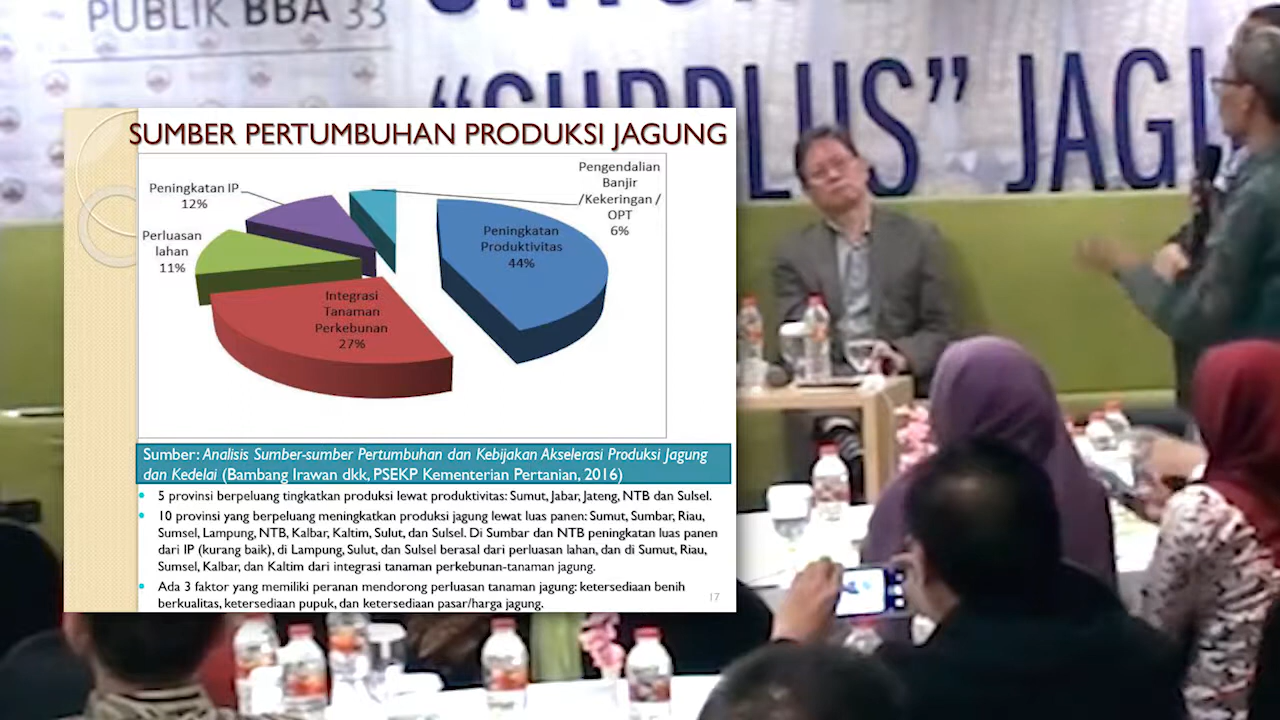 PUBLIK BBA 33
“SURPLUS” JAGU
SUMBER PERTUMBUHAN PRODUKSI JAGUNG
Pengendalian
Banjir
/Kekeringan /
OPT
6%
Peningkatan IP
12%
Peningkatan
Produktivitas
44%
Perluasan
lahan
11%
Integrasi
Tanaman
Perkebunan
27%
Sumber: Analisis Sumber-sumber Pertumbuhan dan Kebijakan Akselerasi Produksi Jagung
dan Kedelai (Bambang Irawan dkk, PSEKP Kementerian Pertanian, 2016)
5 provinsi berpeluang tingkatkan produksi lewat produktivitas: Sumut, Jabar, Jateng, NTB dan Sulsel.
10 provinsi yang berpeluang meningkatkan produksi jagung lewat luas panen: Sumut, Sumbar, Riau,
Sumsel, Lampung, NTB, Kalbar, Kaltim, Sulut, dan Sulsel. Di Sumbar dan NTB peningkatan luas panen
dari IP (kurang baik), di Lampung, Sulut, dan Sulsel berasal dari perluasan lahan, dan di Sumut, Riau,
Sumsel, Kalbar, dan Kaltim dari integrasi tanaman perkebunan-tanaman jagung.
Ada 3 faktor yang memiliki peranan mendorong perluasan tanaman jagung: ketersediaan benih
berkualitas, ketersediaan pupuk, dan ketersediaan pasar/harga jagung.
17